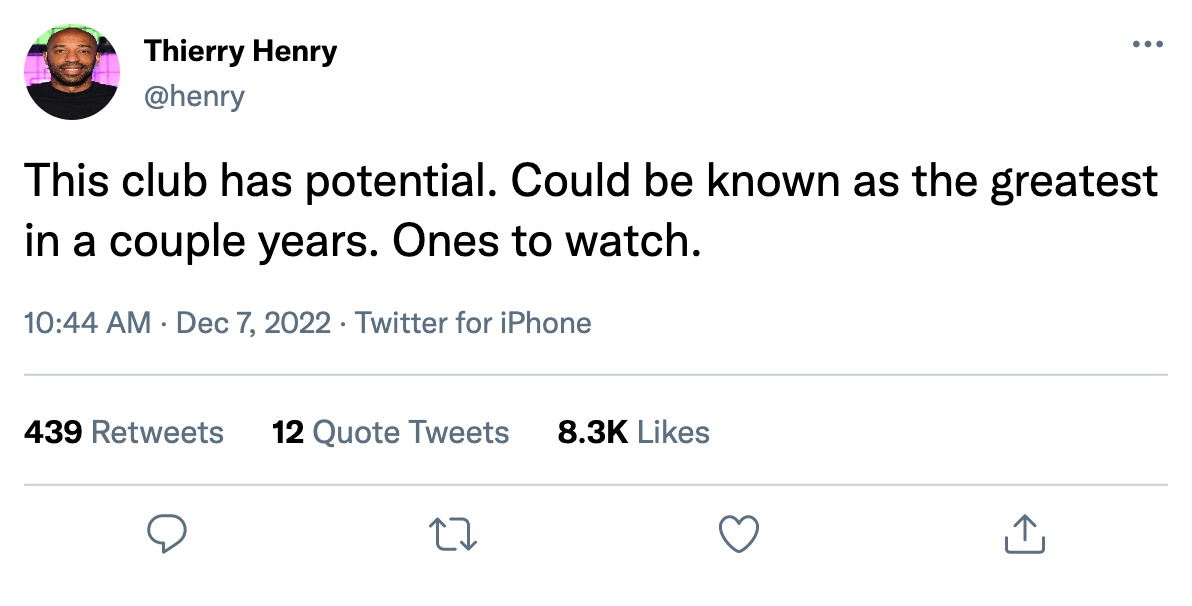 Thierry Henry
@henry
This club has potential. Could be known as the greatest
in a couple years. Ones to watch.
10:44 AM · Dec 7, 2022 · Twitter for iPhone
439 Retweets 12 Quote Tweets 8.3K Likes